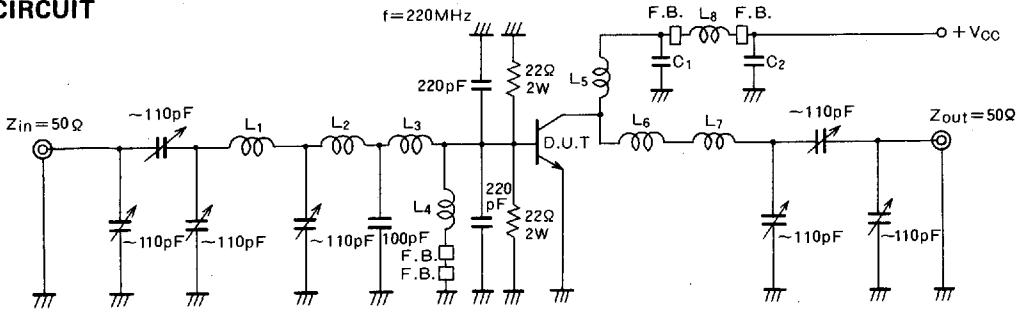 CIRCUIT
f=220MHz
F.B.
L8
F.B.
+Vcc
C1
C2
L5
220pF
22Ω
2W
Zin=50Ω
~110pF
L1
L2
L3
D.U.T
L6
L7
~110pF
Zout=50Ω
L4
220
pF
22Ω
2W
~110pF
~110pF
~110pF
100pF
F.B.
F.B.
~110pF
~110pF